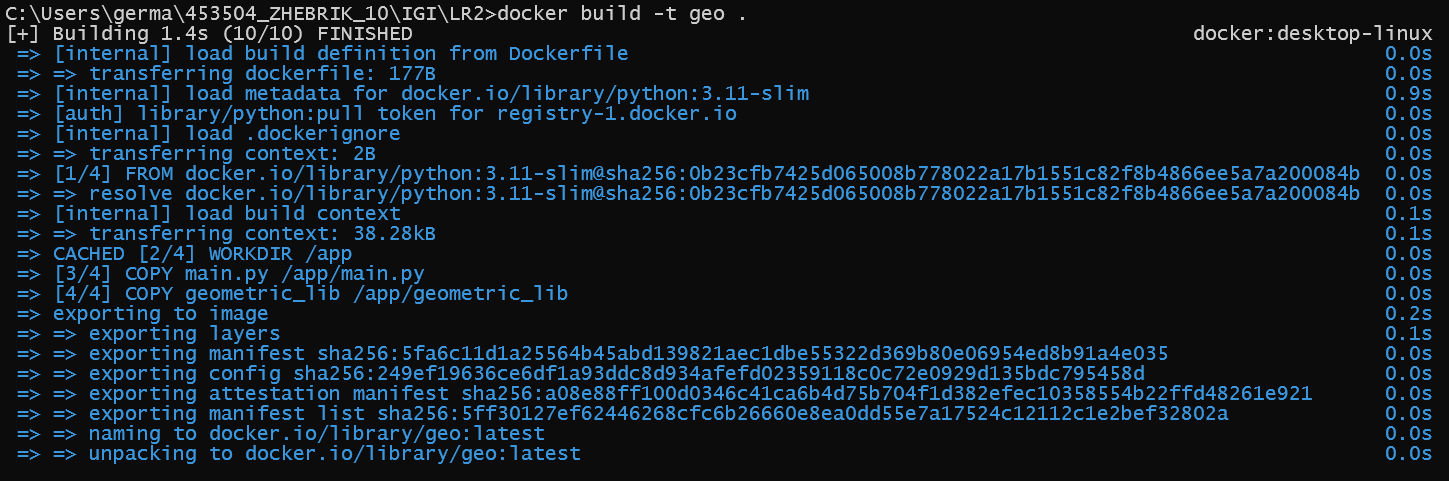 C:\Users\germa\453504_ZHEBRIK_10\IGI\LR2>docker build -t geo .
[+] Building 1.4s (10/10) FINISHED docker:desktop-linux
=> [internal] load build definition from Dockerfile 0.0s
=> => transferring dockerfile: 177B 0.0s
=> [internal] load metadata for docker.io/library/python:3.11-slim 0.9s
=> [auth] library/python:pull token for registry-1.docker.io 0.0s
=> [internal] load .dockerignore 0.0s
=> => transferring context: 2B 0.0s
=> [1/4] FROM docker.io/library/python:3.11-slim@sha256:0b23cfb7425d065008b778022a17b1551c82f8b4866ee5a7a200084b 0.0s
=> => resolve docker.io/library/python:3.11-slim@sha256:0b23cfb7425d065008b778022a17b1551c82f8b4866ee5a7a200084b 0.0s
=> [internal] load build context 0.1s
=> => transferring context: 38.28kB 0.1s
=> CACHED [2/4] WORKDIR /app 0.0s
=> [3/4] COPY main.py /app/main.py 0.0s
=> [4/4] COPY geometric_lib /app/geometric_lib 0.0s
=> exporting to image 0.2s
=> => exporting layers 0.1s
=> => exporting manifest sha256:5fa6c11d1a25564b45abd139821aec1dbe55322d369b80e06954ed8b91a4e035 0.0s
=> => exporting config sha256:249ef19636ce6df1a93ddc8d934afefd02359118c0c72e0929d135bdc795458d 0.0s
=> => exporting attestation manifest sha256:a08e88ff100d0346c41ca6b4d75b704f1d382efec10358554b22ffd48261e921 0.0s
=> => exporting manifest list sha256:5ff30127ef62446268cfc6b26660e8ea0dd55e7a17524c12112c1e2bef32802a 0.0s
=> => naming to docker.io/library/geo:latest 0.0s
=> => unpacking to docker.io/library/geo:latest 0.0s